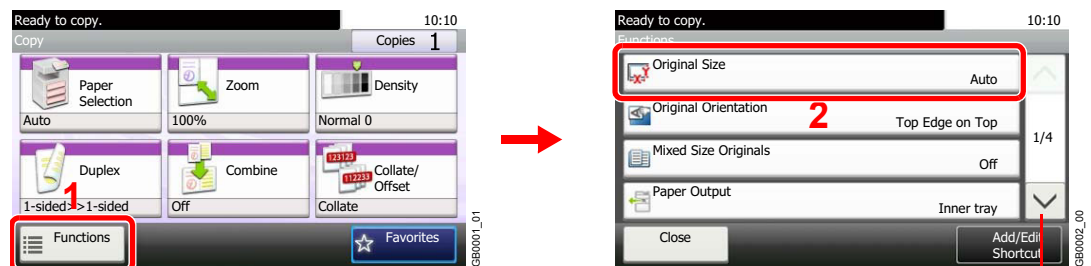 Ready to copy. 10:10
Copy Copies 1
Paper Selection Zoom Density
Auto 100% Normal 0
123123
112233
Duplex Combine Collate/ Offset
1-sided>>1-sided Off Collate
1
Functions Favorites
GB0001_01
Ready to copy. 10:10
Functions
Original Size
Auto
2
Original Orientation
Top Edge on Top
1/4
Mixed Size Originals
Off
Paper Output
Inner tray
Close Add/Edit Shortcut
GB0002_00